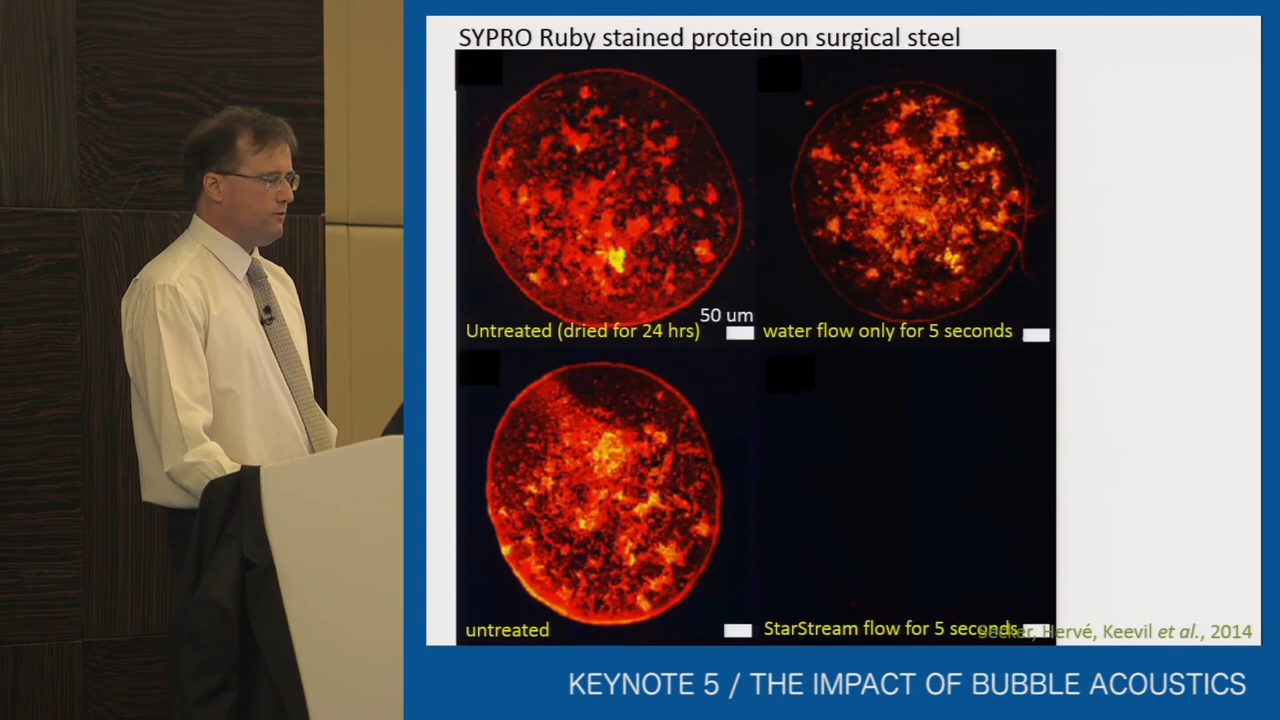 SYPRO Ruby stained protein on surgical steel
50 um
Untreated (dried for 24 hrs)
water flow only for 5 seconds
untreated
StarStream flow for 5 seconds
Hervé, Keevil et al., 2014
KEYNOTE 5 / THE IMPACT OF BUBBLE ACOUSTICS